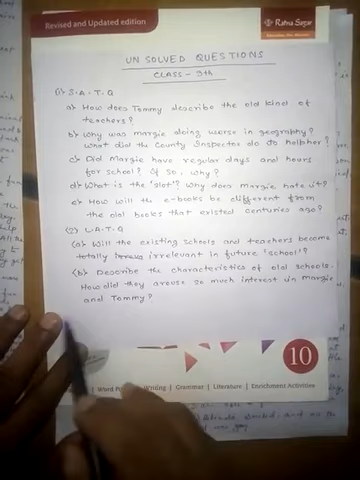 Revised and Updated edition
Ratna Sagar
UN SOLVED QUESTIONS
CLASS - 9th
(1) S.A.T.Q
a) How does Tommy describe the old kind of
teachers?
b) Why was margie doing worse in geography?
What did the County Inspector do to help her?
c) Did Margie have regular days and hours
for school? If so, why?
d) What is the "slot"? Why does margie hate it?
e) How will the e-books be different from
the old books that existed centuries ago?
(2) L.A.T.Q
(a) Will the existing schools and teachers become
totally irrelevant in future 'school'?
(b) Describe the characteristics of old schools.
How did they arouse so much interest in Margie
and Tommy?
10
Writing | Grammar | Literature | Enrichment Activities